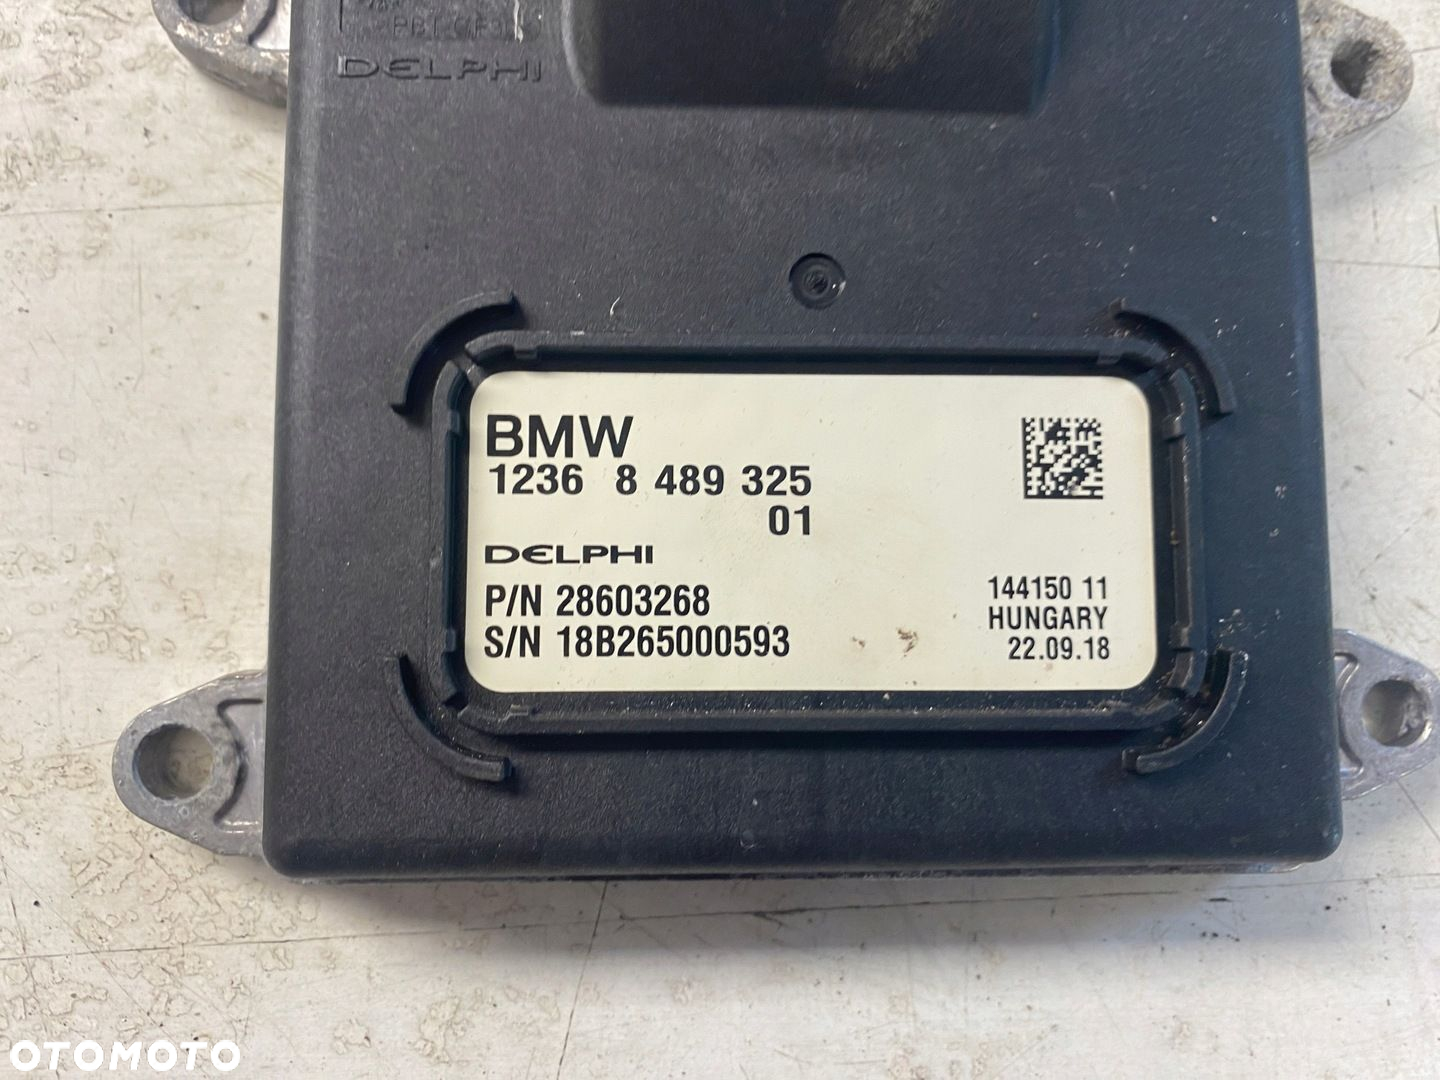 DELPHI
BMW
1236 8 489 325
01
DELPHI
P/N 28603268
S/N 18B265000593
144150 11
HUNGARY
22.09.18
OTOMOTO